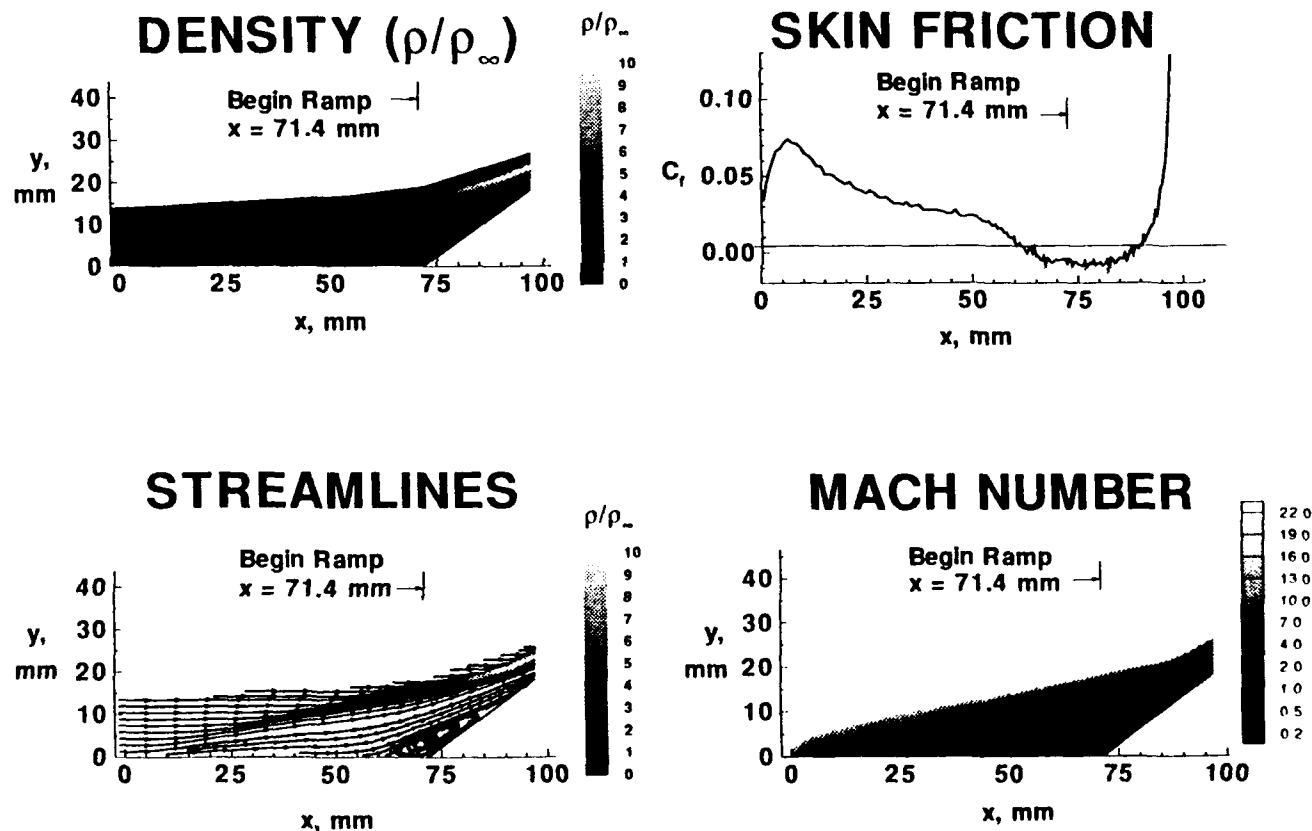 DENSITY (ρ/ρ∞)
ρ/ρ∞
10
9
8
7
6
5
4
3
2
1
0
Begin Ramp
x = 71.4 mm
40
30
20
10
0
y,
mm
0 25 50 75 100
x, mm
SKIN FRICTION
Begin Ramp
x = 71.4 mm
0.10
0.05
0.00
Cf
0 25 50 75 100
x, mm
STREAMLINES
ρ/ρ∞
10
9
8
7
6
5
4
3
2
1
0
Begin Ramp
x = 71.4 mm
40
30
20
10
0
y,
mm
0 25 50 75 100
x, mm
MACH NUMBER
22 0
19 0
16 0
13 0
10 0
7 0
4 0
2 0
1 0
0 5
0 2
Begin Ramp
x = 71.4 mm
40
30
20
10
0
y,
mm
0 25 50 75 100
x, mm